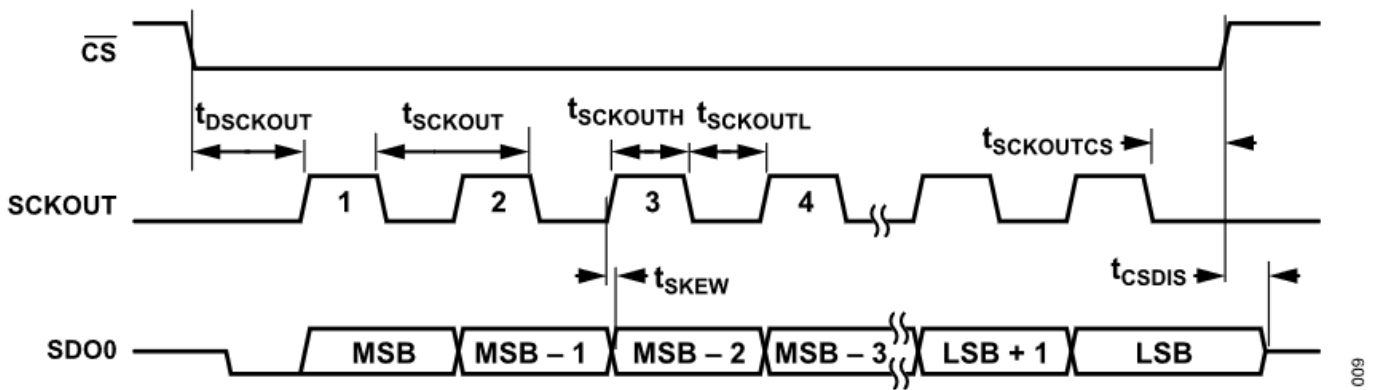 CS
tDSCKOUT
tSCKOUT
tSCKOUTH
tSCKOUTL
tSCKOUTCS
SCKOUT
1
2
3
4
tSKEW
tCSDIS
SDO0
MSB
MSB – 1
MSB – 2
MSB – 3
LSB + 1
LSB
009